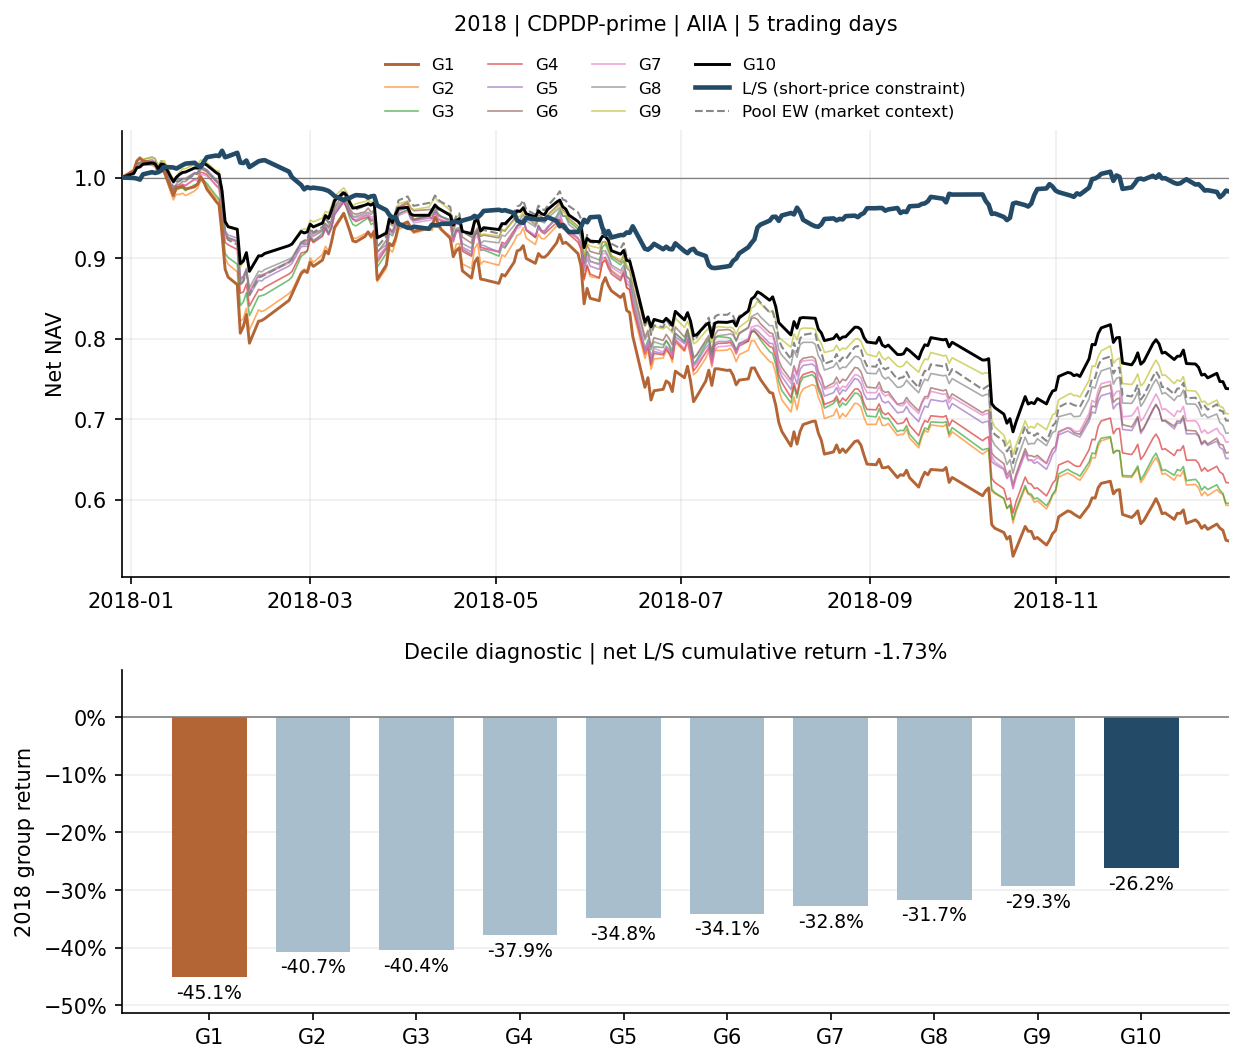 2018 | CDPDP-prime | AllA | 5 trading days
G1 G4 G7 G10
G2 G5 G8 L/S (short-price constraint)
G3 G6 G9 Pool EW (market context)
Net NAV
1.0
0.9
0.8
0.7
0.6
2018-01 2018-03 2018-05 2018-07 2018-09 2018-11
Decile diagnostic | net L/S cumulative return -1.73%
2018 group return
0%
−10%
−20%
−30%
−40%
−50%
-45.1% -40.7% -40.4% -37.9% -34.8% -34.1% -32.8% -31.7% -29.3% -26.2%
G1 G2 G3 G4 G5 G6 G7 G8 G9 G10